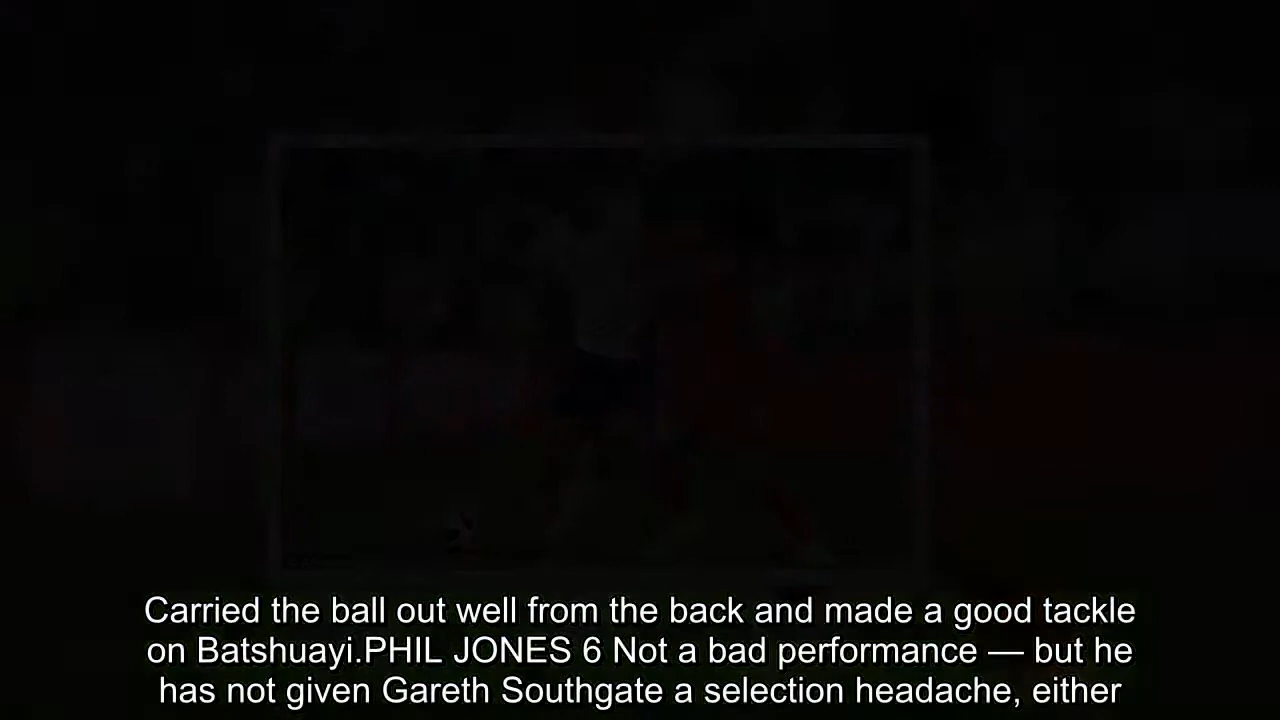 Carried the ball out well from the back and made a good tackle
on Batshuayi.PHIL JONES 6 Not a bad performance — but he
has not given Gareth Southgate a selection headache, either